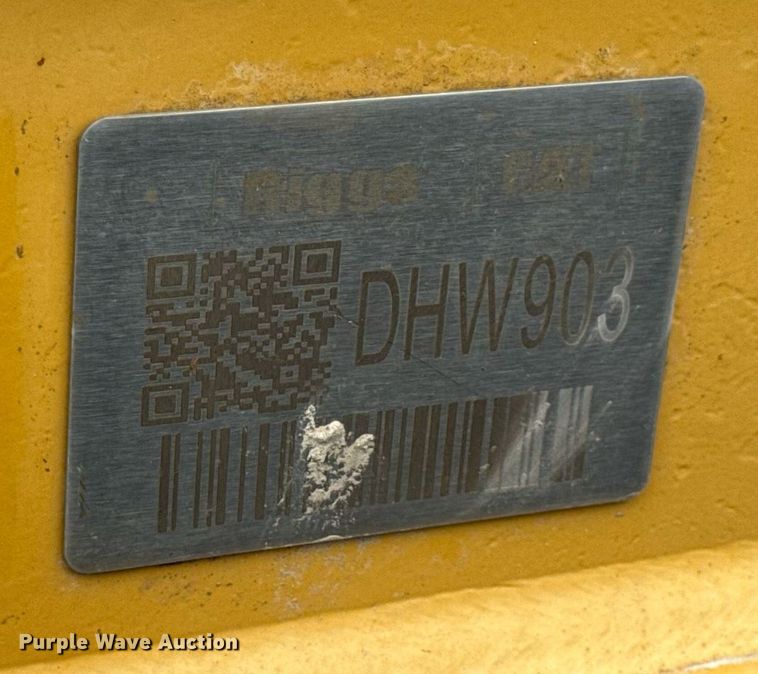 Riggs CAT
DHW903
Purple Wave Auction